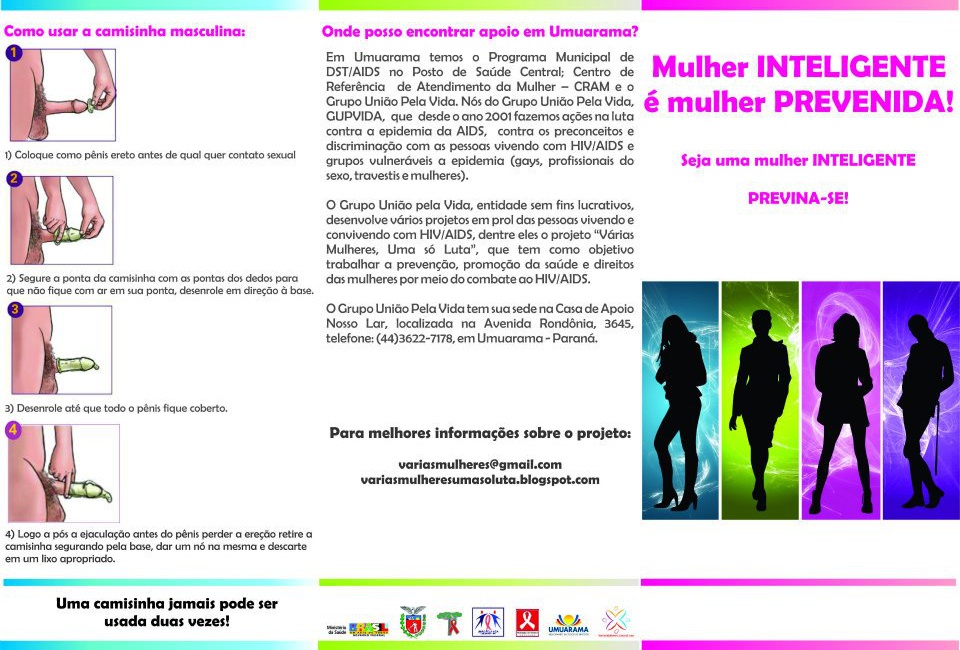 Como usar a camisinha masculina:
1
1) Coloque como pênis ereto antes de qual quer contato sexual
2
2) Segure a ponta da camisinha com as pontas dos dedos para
que não fique com ar em sua ponta, desenrole em direção à base.
3
3) Desenrole até que todo o pênis fique coberto.
4
4) Logo a pós a ejaculação antes do pênis perder a ereção retire a
camisinha segurando pela base, dar um nó na mesma e descarte
em um lixo apropriado.
Uma camisinha jamais pode ser
usada duas vezes!
Onde posso encontrar apoio em Umuarama?
Em Umuarama temos o Programa Municipal de
DST/AIDS no Posto de Saúde Central; Centro de
Referência de Atendimento da Mulher – CRAM e o
Grupo União Pela Vida. Nós do Grupo União Pela Vida,
GUPVIDA, que desde o ano 2001 fazemos ações na luta
contra a epidemia da AIDS, contra os preconceitos e
discriminação com as pessoas vivendo com HIV/AIDS e
grupos vulneráveis a epidemia (gays, profissionais do
sexo, travestis e mulheres).
O Grupo União pela Vida, entidade sem fins lucrativos,
desenvolve vários projetos em prol das pessoas vivendo e
convivendo com HIV/AIDS, dentre eles o projeto “Várias
Mulheres, Uma só Luta”, que tem como objetivo
trabalhar a prevenção, promoção da saúde e direitos
das mulheres por meio do combate ao HIV/AIDS.
O Grupo União Pela Vida tem sua sede na Casa de Apoio
Nosso Lar, localizada na Avenida Rondônia, 3645,
telefone: (44)3622-7178, em Umuarama - Paraná.
Para melhores informações sobre o projeto:
variasmulheres@gmail.com
variasmulheresumasoluta.blogspot.com
Ministério
da Saúde
BRASIL
UMUARAMA
Mulher INTELIGENTE
é mulher PREVENIDA!
Seja uma mulher INTELIGENTE
PREVINA-SE!